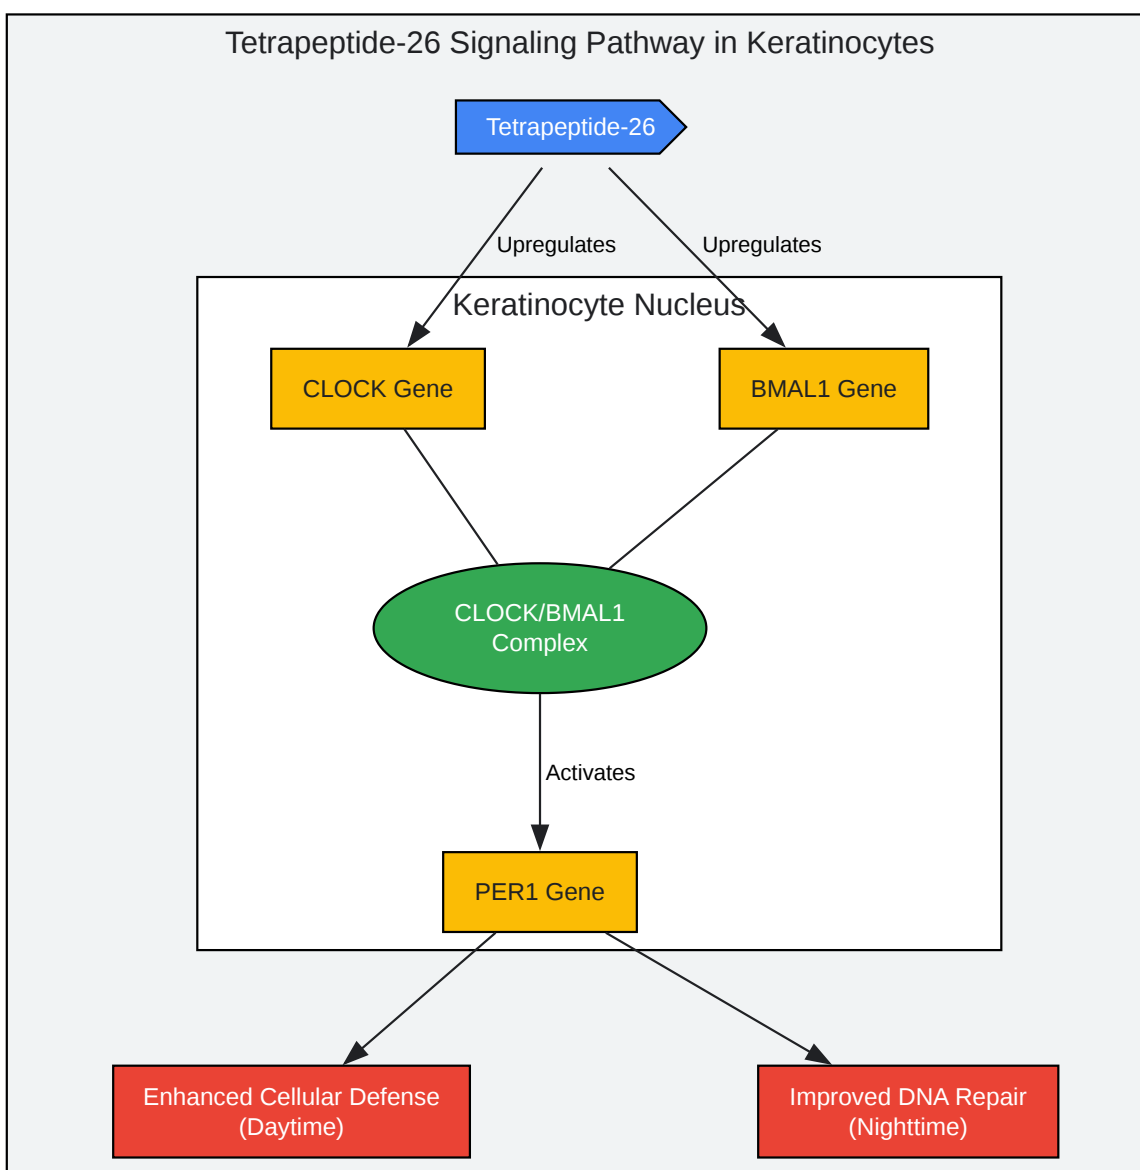 Tetrapeptide-26 Signaling Pathway in Keratinocytes
Tetrapeptide-26
Upregulates
Upregulates
Keratinocyte Nucleus
CLOCK Gene
BMAL1 Gene
CLOCK/BMAL1
Complex
Activates
PER1 Gene
Enhanced Cellular Defense
(Daytime)
Improved DNA Repair
(Nighttime)